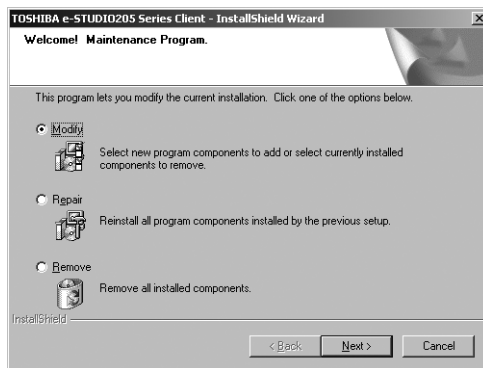 TOSHIBA e-STUDIO205 Series Client - InstallShield Wizard
Welcome! Maintenance Program.
This program lets you modify the current installation. Click one of the options below.
Modify
Select new program components to add or select currently installed
components to remove.
Repair
Reinstall all program components installed by the previous setup.
Remove
Remove all installed components.
InstallShield
< Back
Next >
Cancel